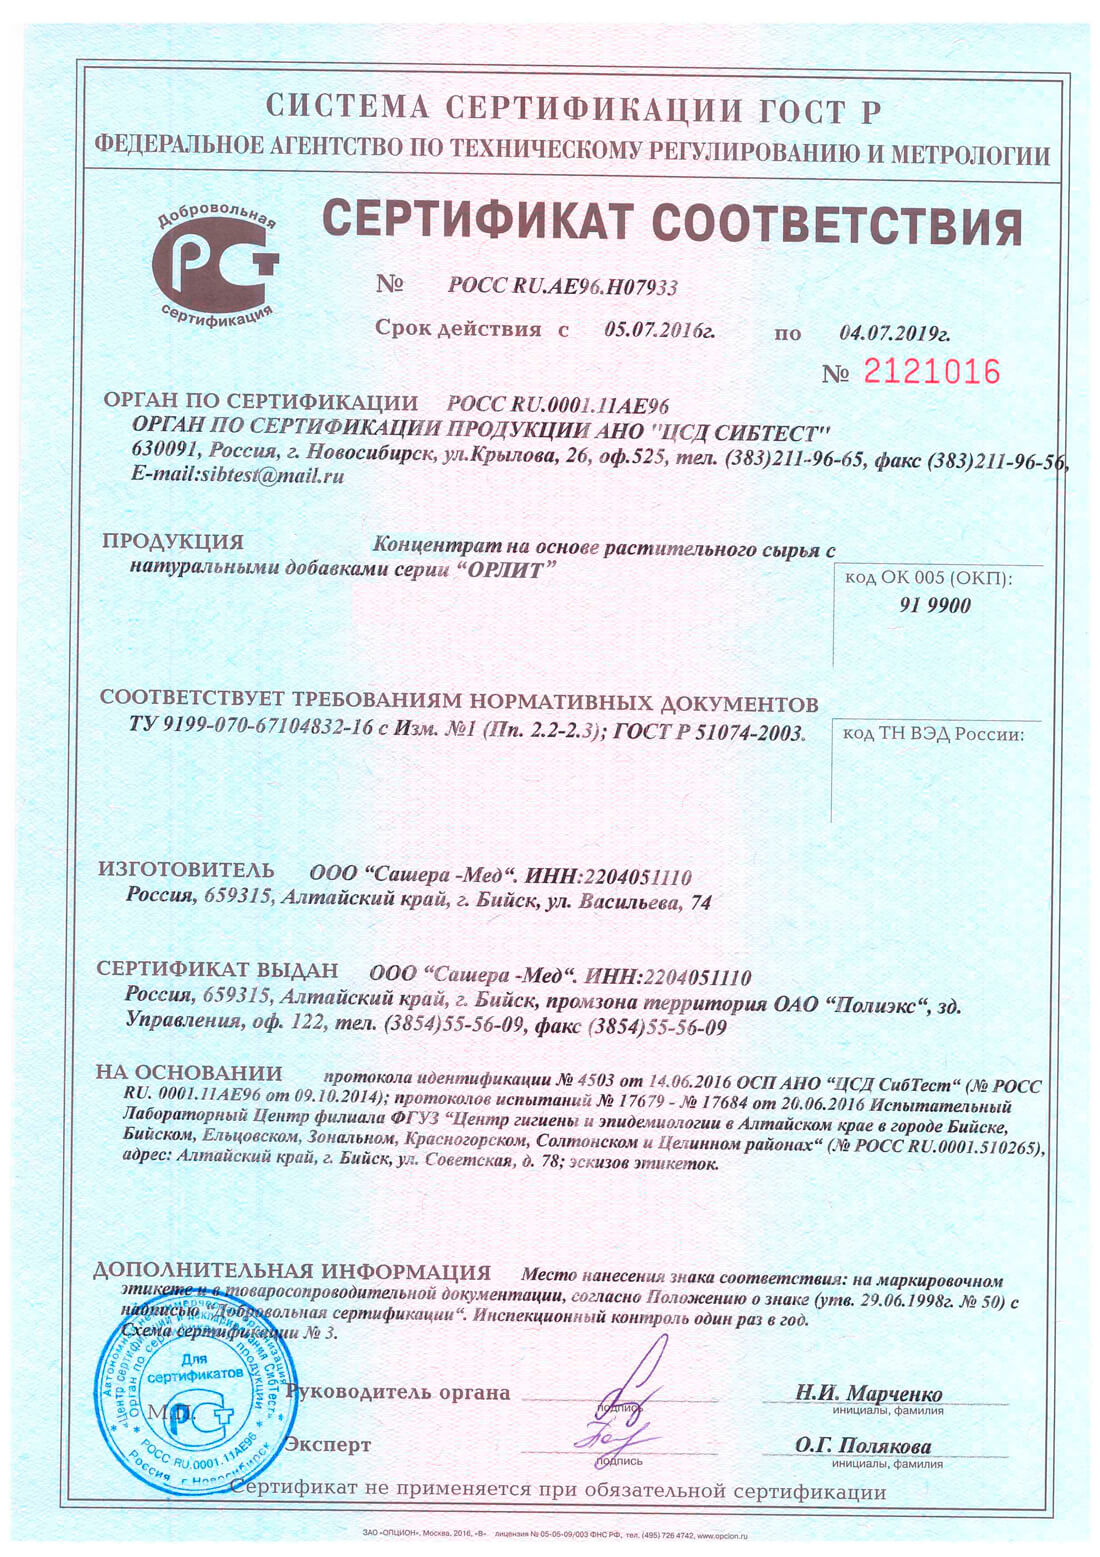 СИСТЕМА СЕРТИФИКАЦИИ ГОСТ Р
ФЕДЕРАЛЬНОЕ АГЕНТСТВО ПО ТЕХНИЧЕСКОМУ РЕГУЛИРОВАНИЮ И МЕТРОЛОГИИ
Добровольная
сертификация
СЕРТИФИКАТ СООТВЕТСТВИЯ
№ РОСС RU.АЕ96.Н07933
Срок действия с 05.07.2016г. по 04.07.2019г.
№ 2121016
ОРГАН ПО СЕРТИФИКАЦИИ РОСС RU.0001.11АЕ96
ОРГАН ПО СЕРТИФИКАЦИИ ПРОДУКЦИИ АНО "ЦСД СИБТЕСТ"
630091, Россия, г. Новосибирск, ул.Крылова, 26, оф.525, тел. (383)211-96-65, факс (383)211-96-56,
E-mail:sibtest@mail.ru
ПРОДУКЦИЯ Концентрат на основе растительного сырья с
натуральными добавками серии “ОРЛИТ”
код ОК 005 (ОКП):
91 9900
СООТВЕТСТВУЕТ ТРЕБОВАНИЯМ НОРМАТИВНЫХ ДОКУМЕНТОВ
ТУ 9199-070-67104832-16 с Изм. №1 (Пп. 2.2-2.3); ГОСТ Р 51074-2003.
код ТН ВЭД России:
ИЗГОТОВИТЕЛЬ ООО “Сашера -Мед“. ИНН:2204051110
Россия, 659315, Алтайский край, г. Бийск, ул. Васильева, 74
СЕРТИФИКАТ ВЫДАН ООО “Сашера -Мед“. ИНН:2204051110
Россия, 659315, Алтайский край, г. Бийск, промзона территория ОАО “Полиэкс“, зд.
Управления, оф. 122, тел. (3854)55-56-09, факс (3854)55-56-09
НА ОСНОВАНИИ протокола идентификации № 4503 от 14.06.2016 ОСП АНО “ЦСД СибТест“ (№ РОСС
RU. 0001.11АЕ96 от 09.10.2014); протоколов испытаний № 17679 - № 17684 от 20.06.2016 Испытательный
Лабораторный Центр филиала ФГУЗ “Центр гигиены и эпидемиологии в Алтайском крае в городе Бийске,
Бийском, Ельцовском, Зональном, Красногорском, Солтонском и Целинном районах“ (№ РОСС RU.0001.510265),
адрес: Алтайский край, г. Бийск, ул. Советская, д. 78; эскизов этикеток.
ДОПОЛНИТЕЛЬНАЯ ИНФОРМАЦИЯ Место нанесения знака соответствия: на маркировочном
этикете и в товаросопроводительной документации, согласно Положению о знаке (утв. 29.06.1998г. № 50) с
надписью “Добровольная сертификации“. Инспекционный контроль один раз в год.
Схема сертификации № 3.
Автономная некоммерческая организация
«Центр сертификации и декларирования СибТест»
Орган по сертификации продукции
Для
сертификатов
М.П.
* РОСС RU.0001.11АЕ96 *
Россия, г. Новосибирск
Руководитель органа
подпись
Н.И. Марченко
инициалы, фамилия
Эксперт
подпись
О.Г. Полякова
инициалы, фамилия
Сертификат не применяется при обязательной сертификации
ЗАО «ОПЦИОН», Москва, 2016, «В» лицензия № 05-05-09/003 ФНС РФ, тел. (495) 726 4742, www.opcion.ru